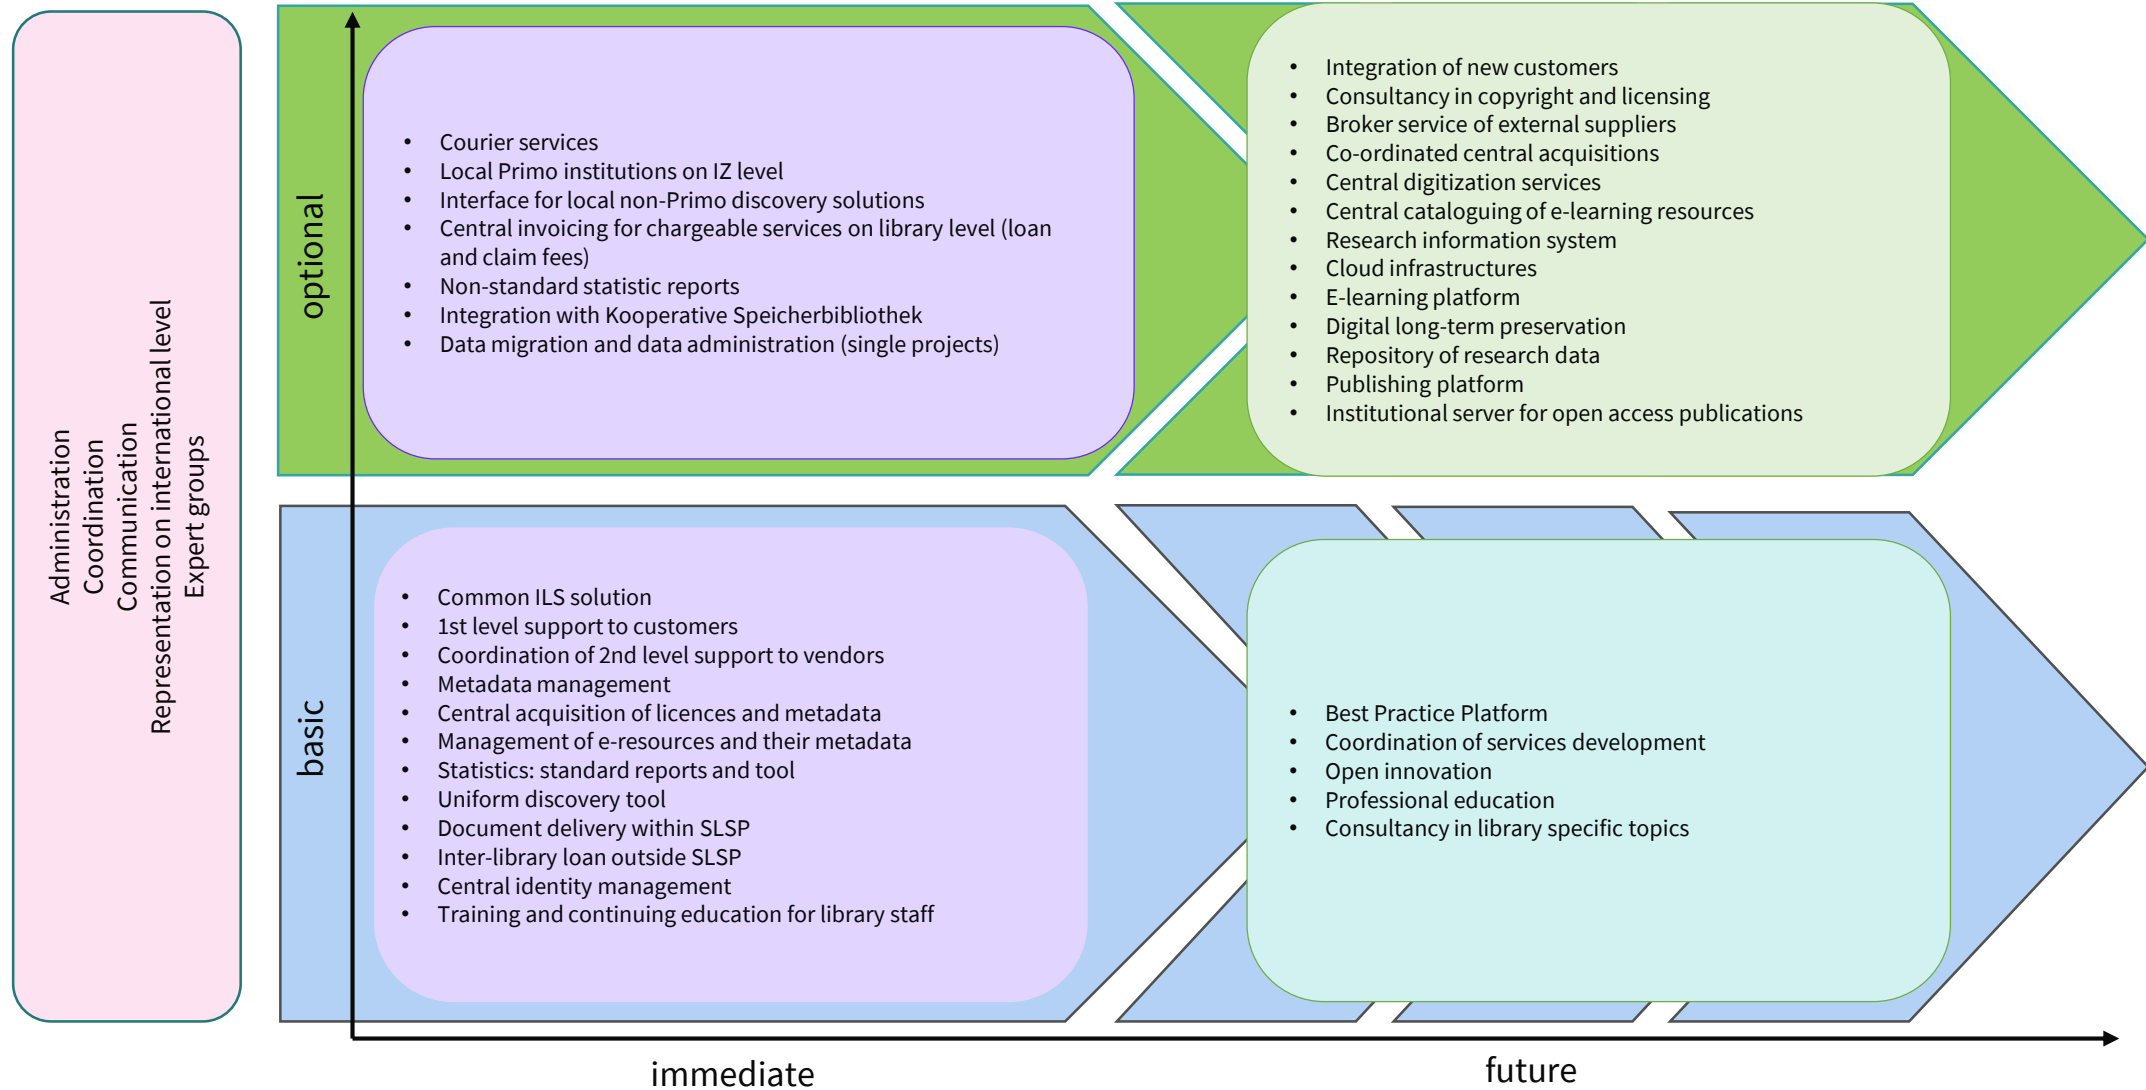 Administration
Coordination
Communication
Representation on international level
Expert groups
optional
• Courier services
• Local Primo institutions on IZ level
• Interface for local non-Primo discovery solutions
• Central invoicing for chargeable services on library level (loan
and claim fees)
• Non-standard statistic reports
• Integration with Kooperative Speicherbibliothek
• Data migration and data administration (single projects)
• Integration of new customers
• Consultancy in copyright and licensing
• Broker service of external suppliers
• Co-ordinated central acquisitions
• Central digitization services
• Central cataloguing of e-learning resources
• Research information system
• Cloud infrastructures
• E-learning platform
• Digital long-term preservation
• Repository of research data
• Publishing platform
• Institutional server for open access publications
basic
• Common ILS solution
• 1st level support to customers
• Coordination of 2nd level support to vendors
• Metadata management
• Central acquisition of licences and metadata
• Management of e-resources and their metadata
• Statistics: standard reports and tool
• Uniform discovery tool
• Document delivery within SLSP
• Inter-library loan outside SLSP
• Central identity management
• Training and continuing education for library staff
• Best Practice Platform
• Coordination of services development
• Open innovation
• Professional education
• Consultancy in library specific topics
immediate
future